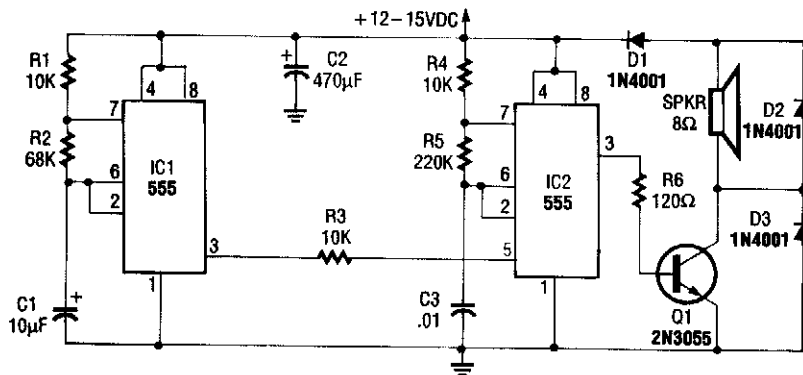 +12-15VDC
R1
10K
4
8
C2
470µF
+
R4
10K
4
8
D1
1N4001
SPKR
8Ω
D2
1N4001
7
R2
68K
IC1
555
6
2
R5
220K
7
6
2
IC2
555
3
R6
120Ω
D3
1N4001
R3
10K
3
5
1
1
C1
10µF
+
C3
.01
Q1
2N3055